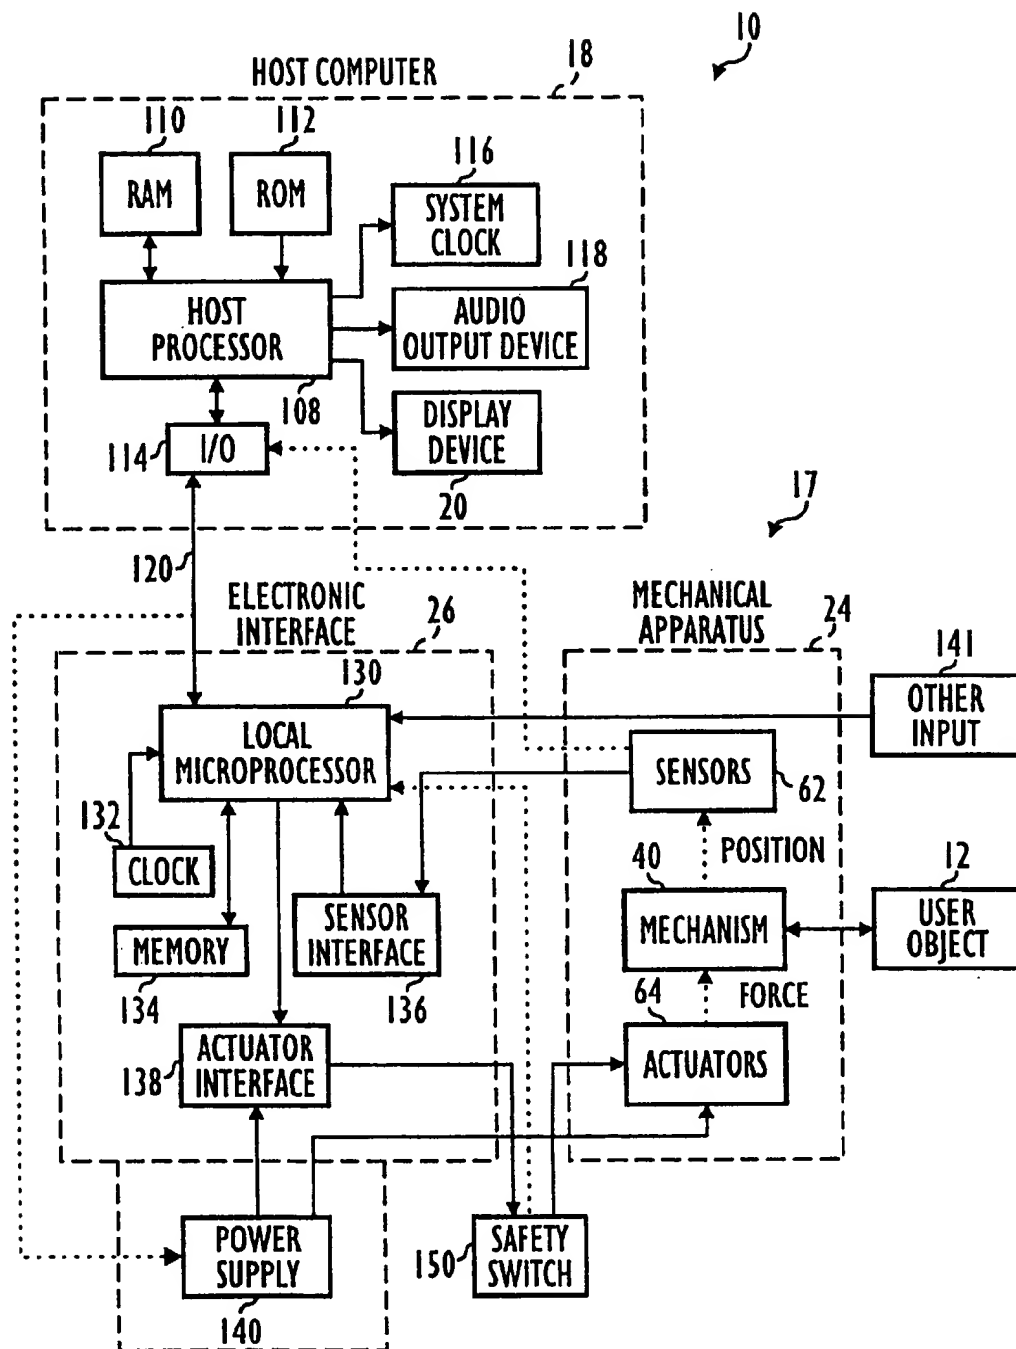 10
HOST COMPUTER
18
110
112
RAM
ROM
116
SYSTEM
CLOCK
118
HOST
PROCESSOR
AUDIO
OUTPUT DEVICE
108
DISPLAY
DEVICE
20
114
I/O
17
120
ELECTRONIC
INTERFACE
26
MECHANICAL
APPARATUS
24
130
141
LOCAL
MICROPROCESSOR
OTHER
INPUT
SENSORS
62
132
CLOCK
POSITION
40
12
SENSOR
INTERFACE
136
MECHANISM
USER
OBJECT
MEMORY
134
64
FORCE
138
ACTUATOR
INTERFACE
ACTUATORS
POWER
SUPPLY
140
150
SAFETY
SWITCH